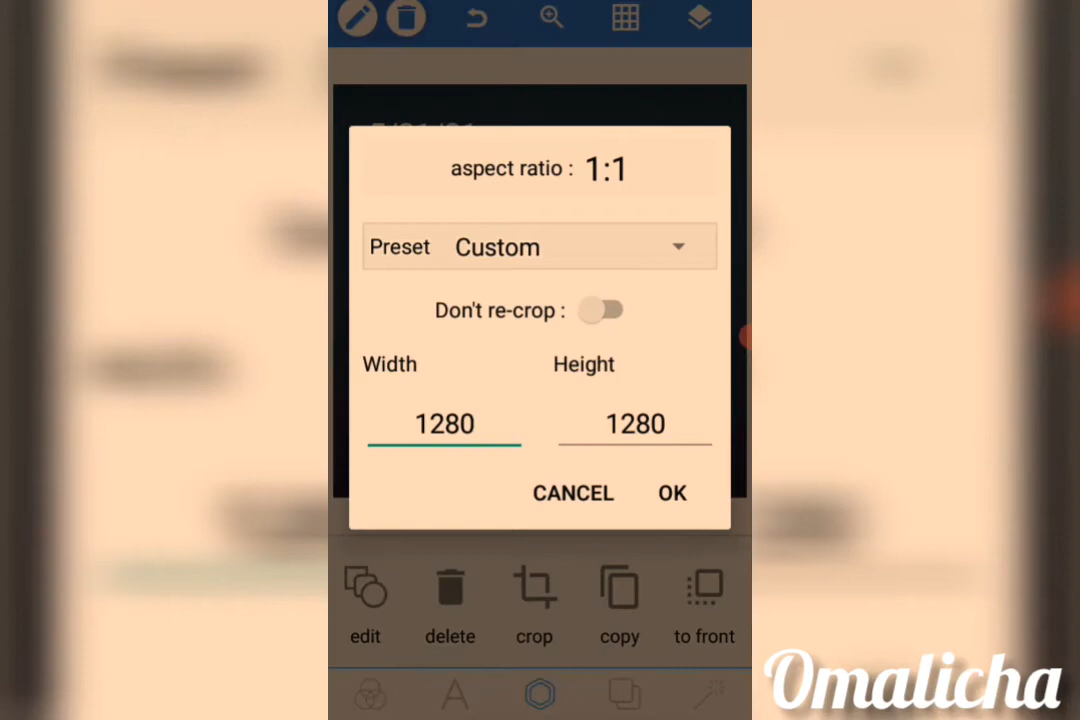 aspect ratio : 1:1
Preset Custom
Don't re-crop :
Width Height
1280 1280
CANCEL OK
edit delete crop copy to front
Omalicha